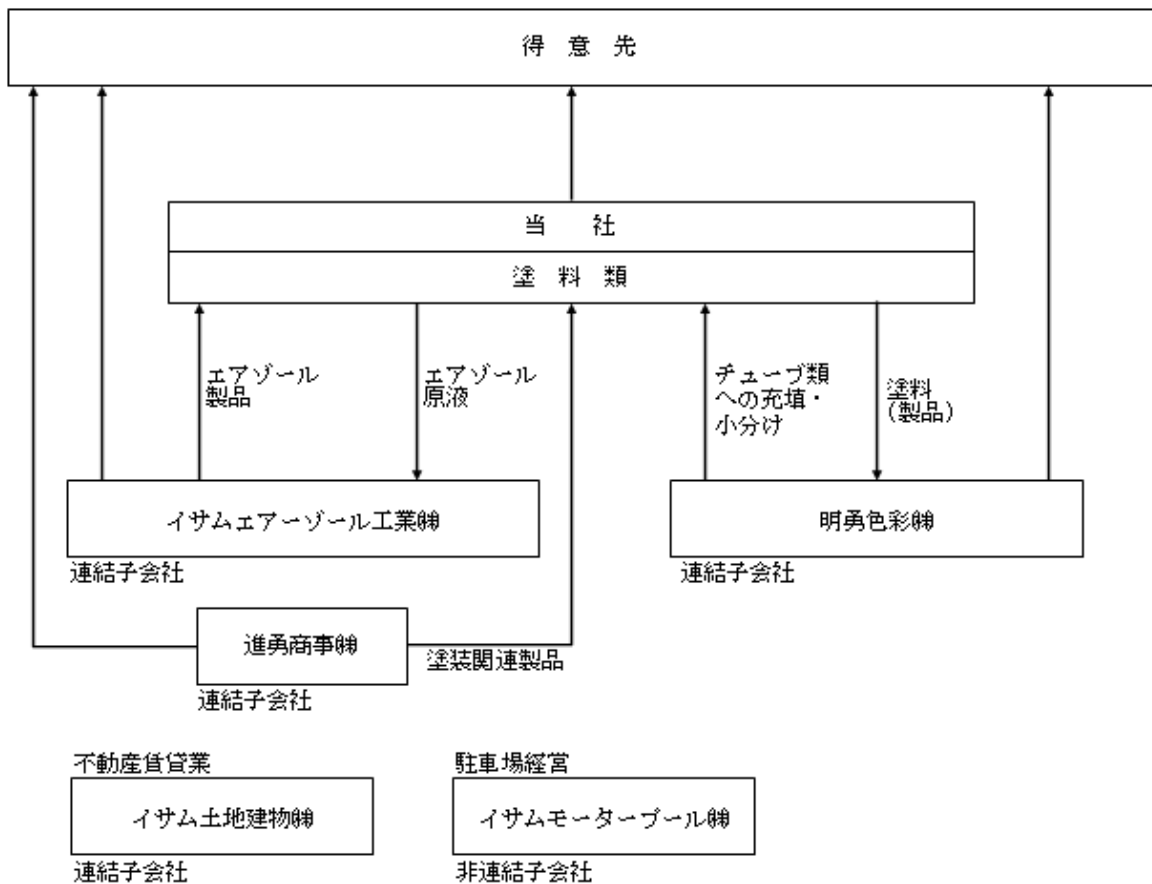 得意先
当社
塗料類
エアゾール
製品
エアゾール
原液
チューブ類
への充填・
小分け
塗料
(製品)
イサムエアーゾール工業㈱
連結子会社
明勇色彩㈱
連結子会社
進勇商事㈱
連結子会社
塗装関連製品
不動産賃貸業
イサム土地建物㈱
連結子会社
駐車場経営
イサムモータープール㈱
非連結子会社